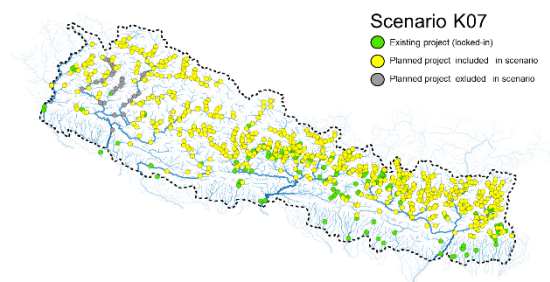 Scenario K07
Existing project (locked-in)
Planned project included in scenario
Planned project exluded in scenario